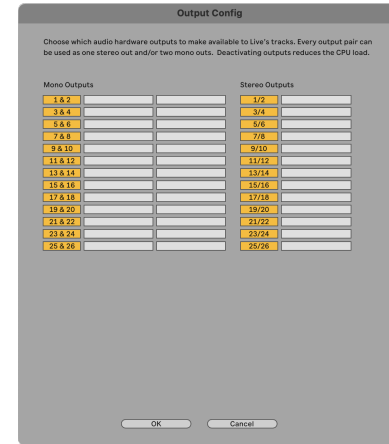 Output Config
Choose which audio hardware outputs to make available to Live's tracks. Every output pair can
be used as one stereo out and/or two mono outs. Deactivating outputs reduces the CPU load.
Mono Outputs Stereo Outputs
1 & 2 1/2
3 & 4 3/4
5 & 6 5/6
7 & 8 7/8
9 & 10 9/10
11 & 12 11/12
13 & 14 13/14
15 & 16 15/16
17 & 18 17/18
19 & 20 19/20
21 & 22 21/22
23 & 24 23/24
25 & 26 25/26
OK Cancel